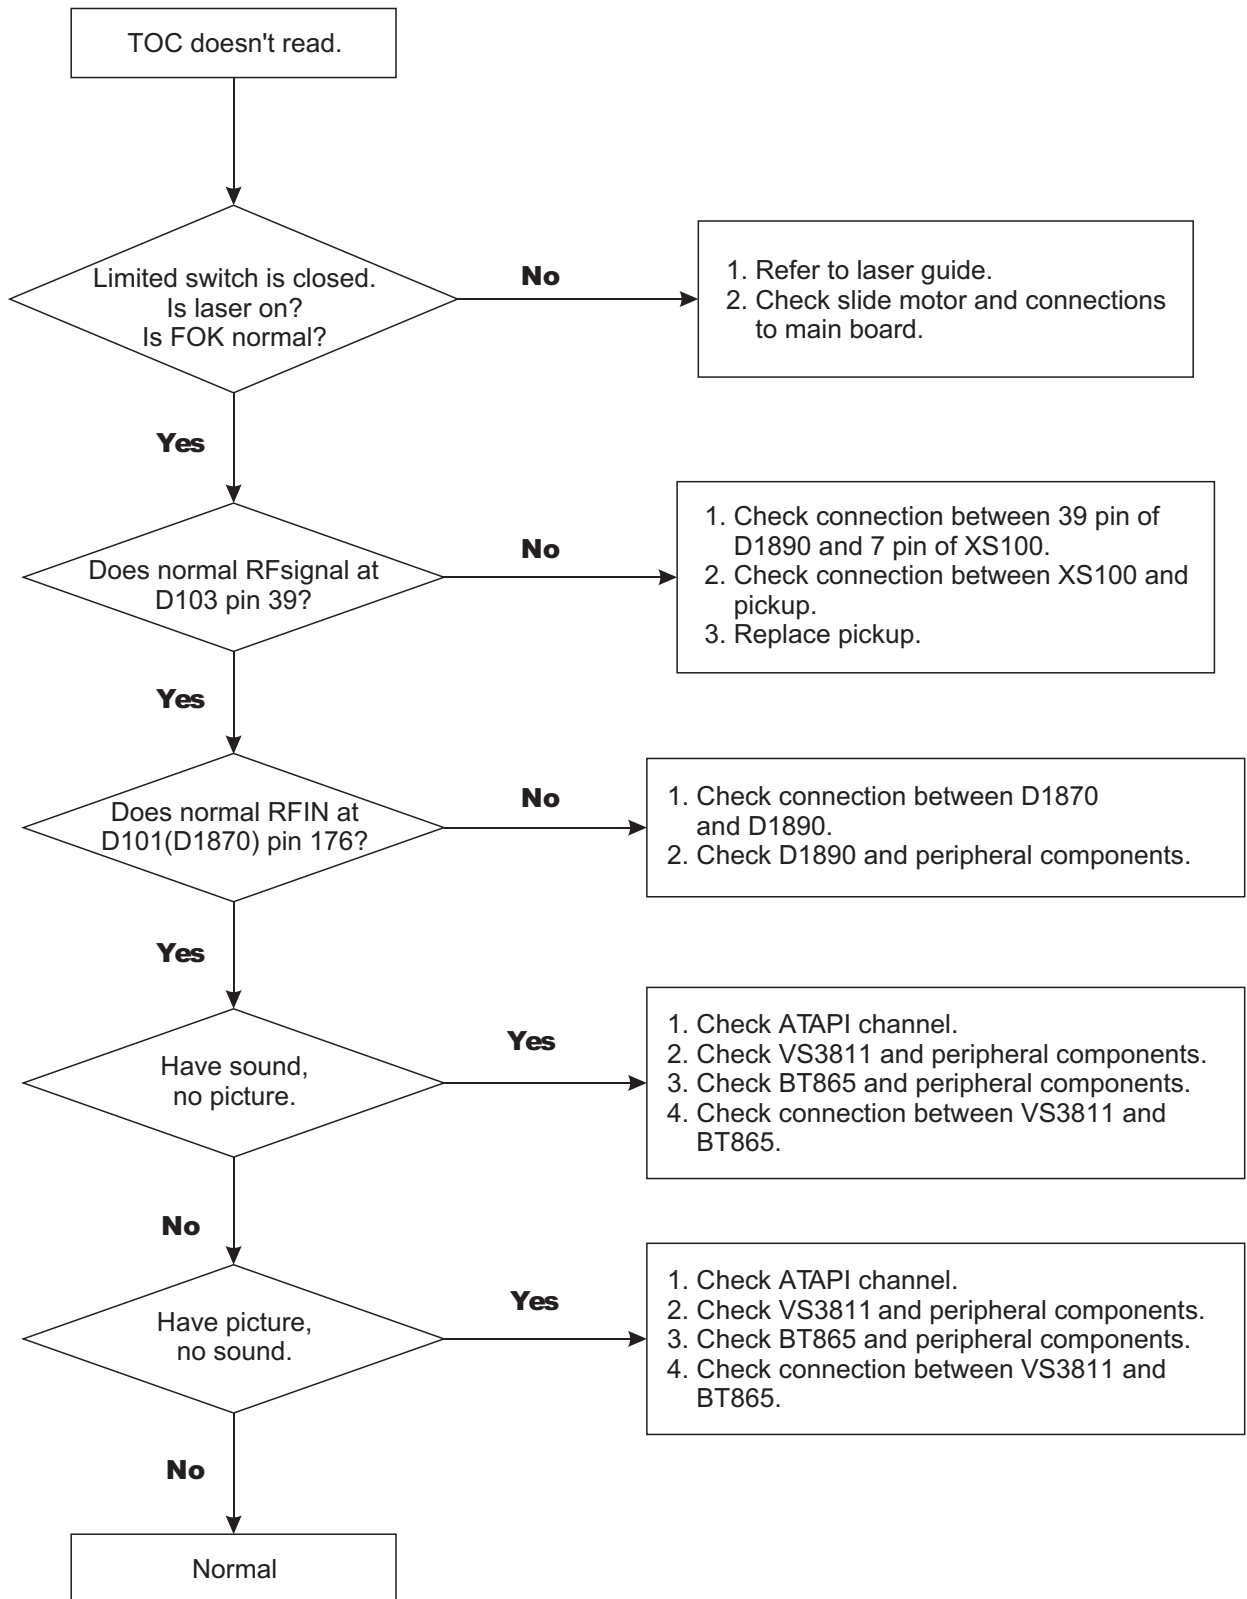 TOC doesn't read.
Limited switch is closed.
Is laser on?
Is FOK normal?
No
1. Refer to laser guide.
2. Check slide motor and connections
to main board.
Yes
Does normal RFsignal at
D103 pin 39?
No
1. Check connection between 39 pin of
D1890 and 7 pin of XS100.
2. Check connection between XS100 and
pickup.
3. Replace pickup.
Yes
Does normal RFIN at
D101(D1870) pin 176?
No
1. Check connection between D1870
and D1890.
2. Check D1890 and peripheral components.
Yes
Have sound,
no picture.
Yes
1. Check ATAPI channel.
2. Check VS3811 and peripheral components.
3. Check BT865 and peripheral components.
4. Check connection between VS3811 and
BT865.
No
Have picture,
no sound.
Yes
1. Check ATAPI channel.
2. Check VS3811 and peripheral components.
3. Check BT865 and peripheral components.
4. Check connection between VS3811 and
BT865.
No
Normal